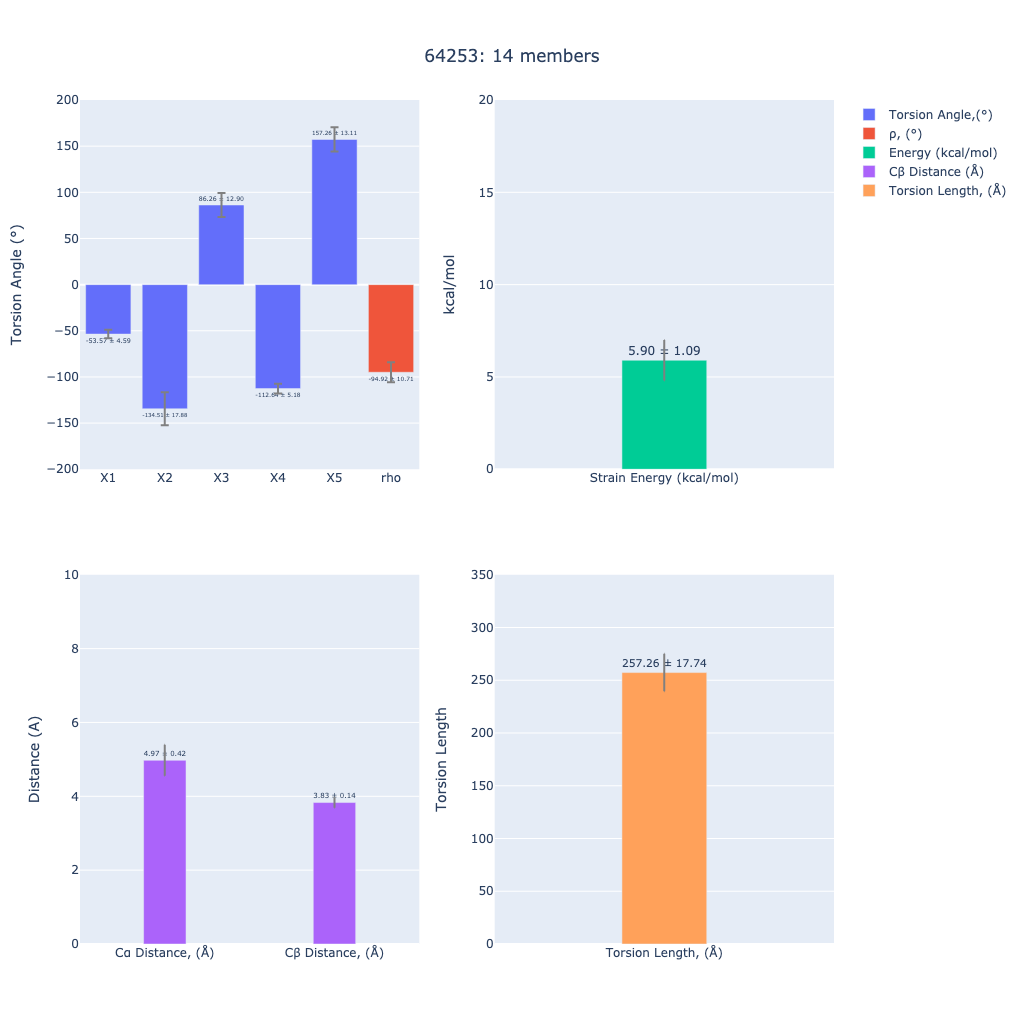 64253: 14 members
Torsion Angle (°)
200
150
100
50
0
−50
−100
−150
−200
-53.57 ± 4.59
-134.51 ± 17.88
86.26 ± 12.90
-112.64 ± 5.18
157.26 ± 13.11
-94.92 ± 10.71
X1 X2 X3 X4 X5 rho
kcal/mol
20
15
10
5
0
5.90 ± 1.09
Strain Energy (kcal/mol)
Torsion Angle,(°)
ρ, (°)
Energy (kcal/mol)
Cβ Distance (Å)
Torsion Length, (Å)
Distance (A)
10
8
6
4
2
0
4.97 ± 0.42
3.83 ± 0.14
Cα Distance, (Å) Cβ Distance, (Å)
Torsion Length
350
300
250
200
150
100
50
0
257.26 ± 17.74
Torsion Length, (Å)